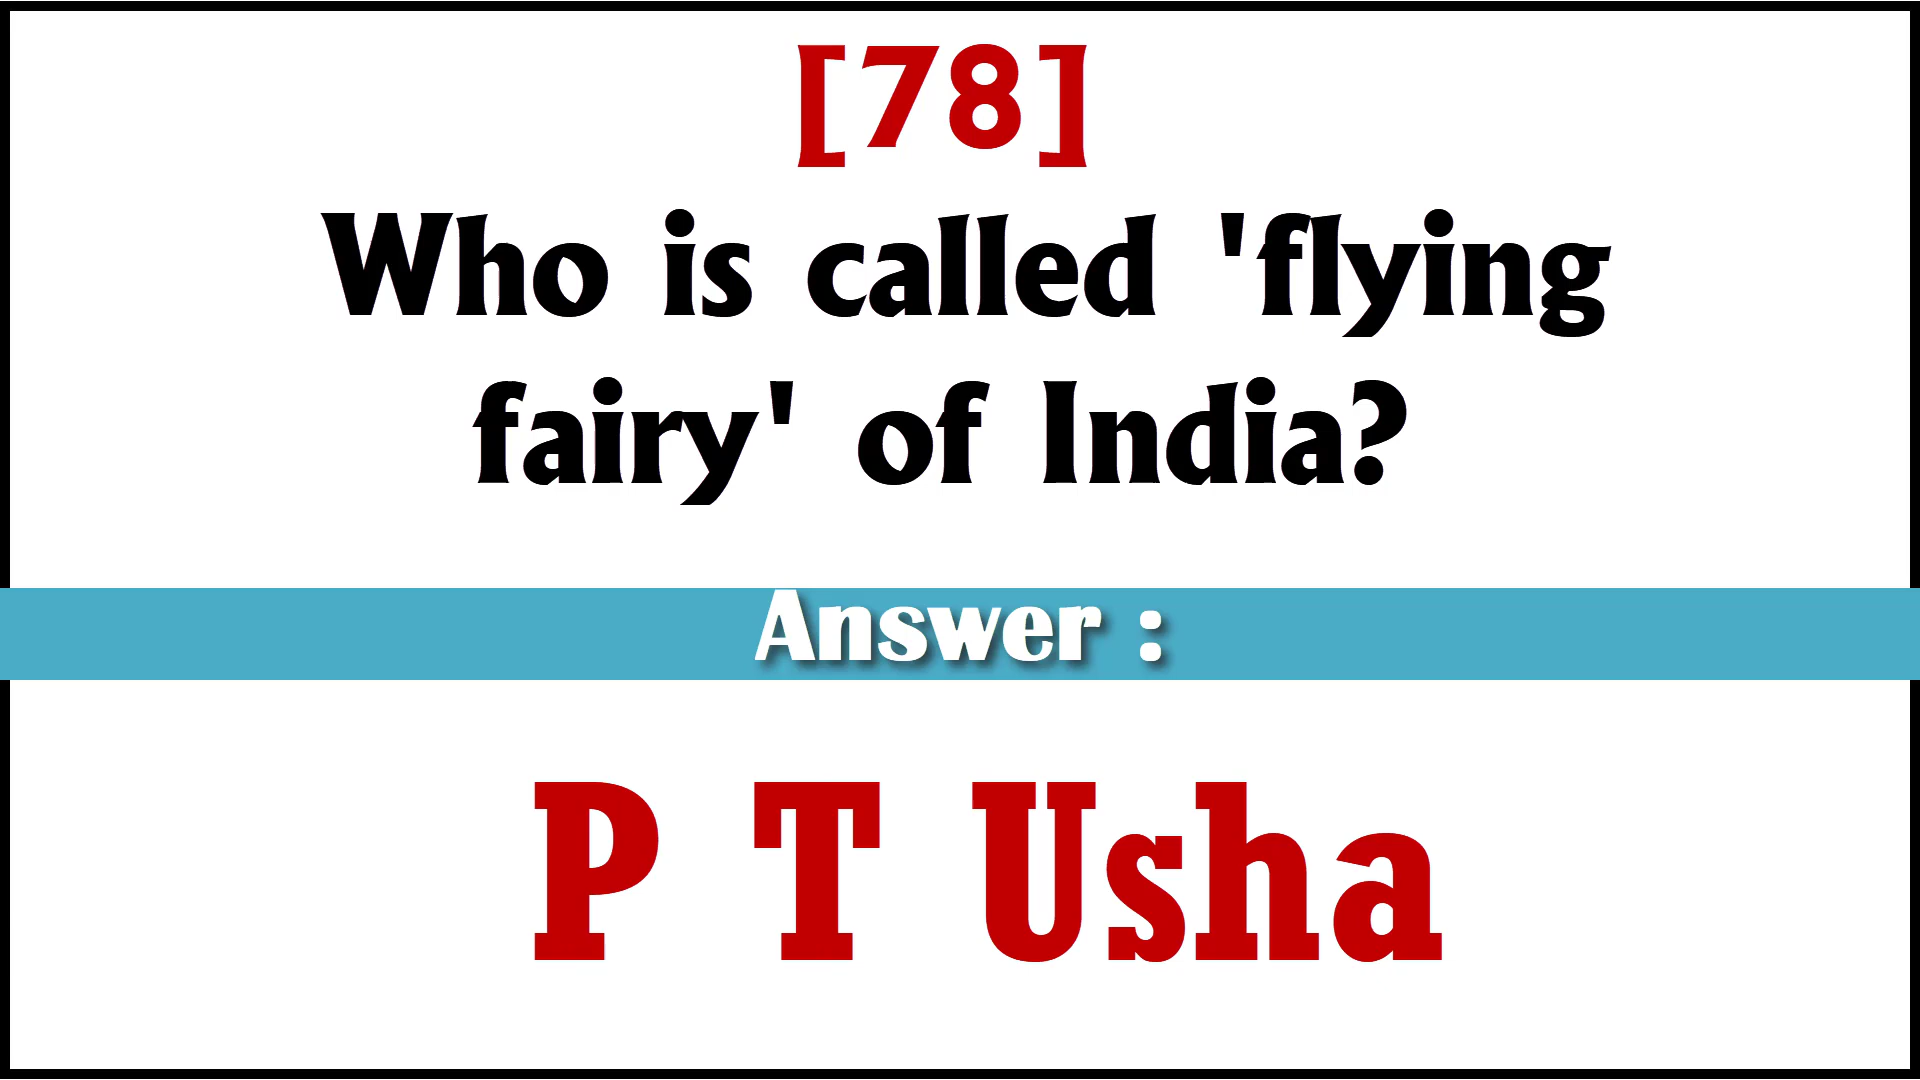 [78]
Who is called 'flying
fairy' of India?
Answer :
P T Usha